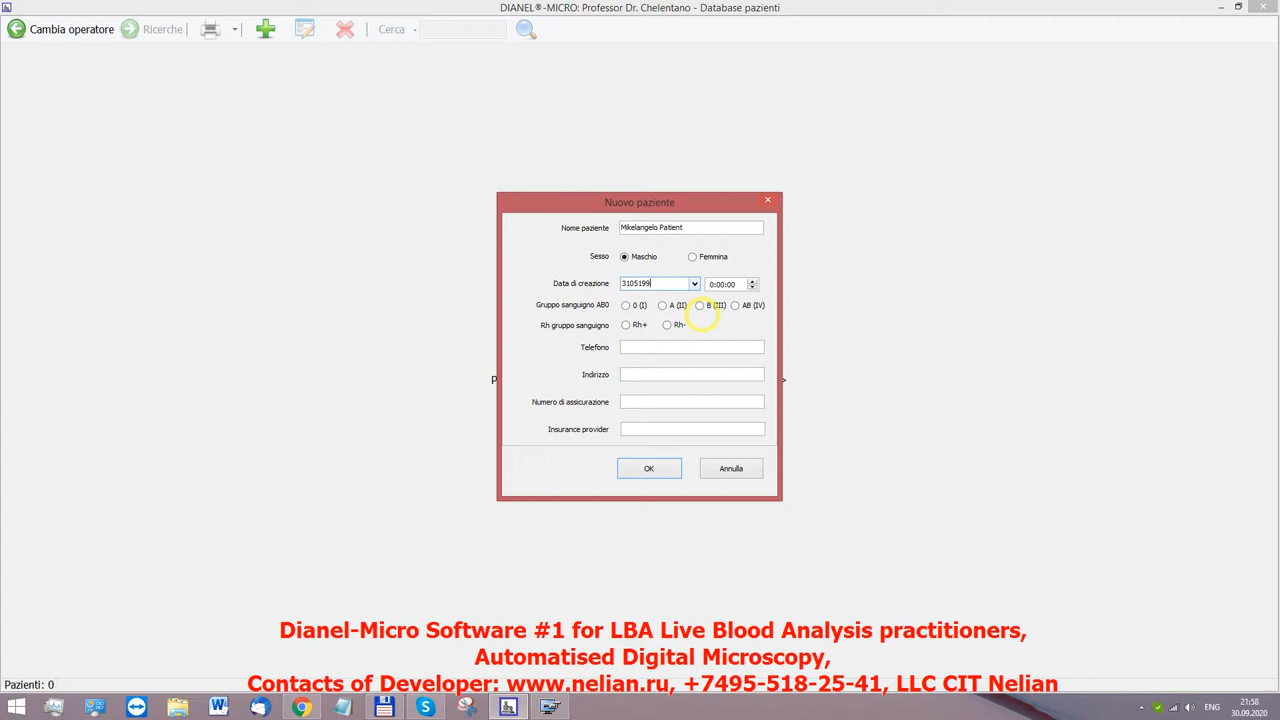 DIANEL®-MICRO: Professor Dr. Chelentano - Database pazienti
Cambia operatore
Ricerche
Cerca
Nuovo paziente
Nome paziente
Mikelangelo Patient
Sesso
Maschio
Femmina
Data di creazione
3105199
0:00:00
Gruppo sanguigno AB0
0 (I)
A (II)
B (III)
AB (IV)
Rh gruppo sanguigno
Rh+
Rh-
Telefono
Indirizzo
Numero di assicurazione
Insurance provider
OK
Annulla
Dianel-Micro Software #1 for LBA Live Blood Analysis practitioners,
Automatised Digital Microscopy,
Contacts of Developer: www.nelian.ru, +7495-518-25-41, LLC CIT Nelian
Pazienti: 0
ENG
21:58
30.09.2020